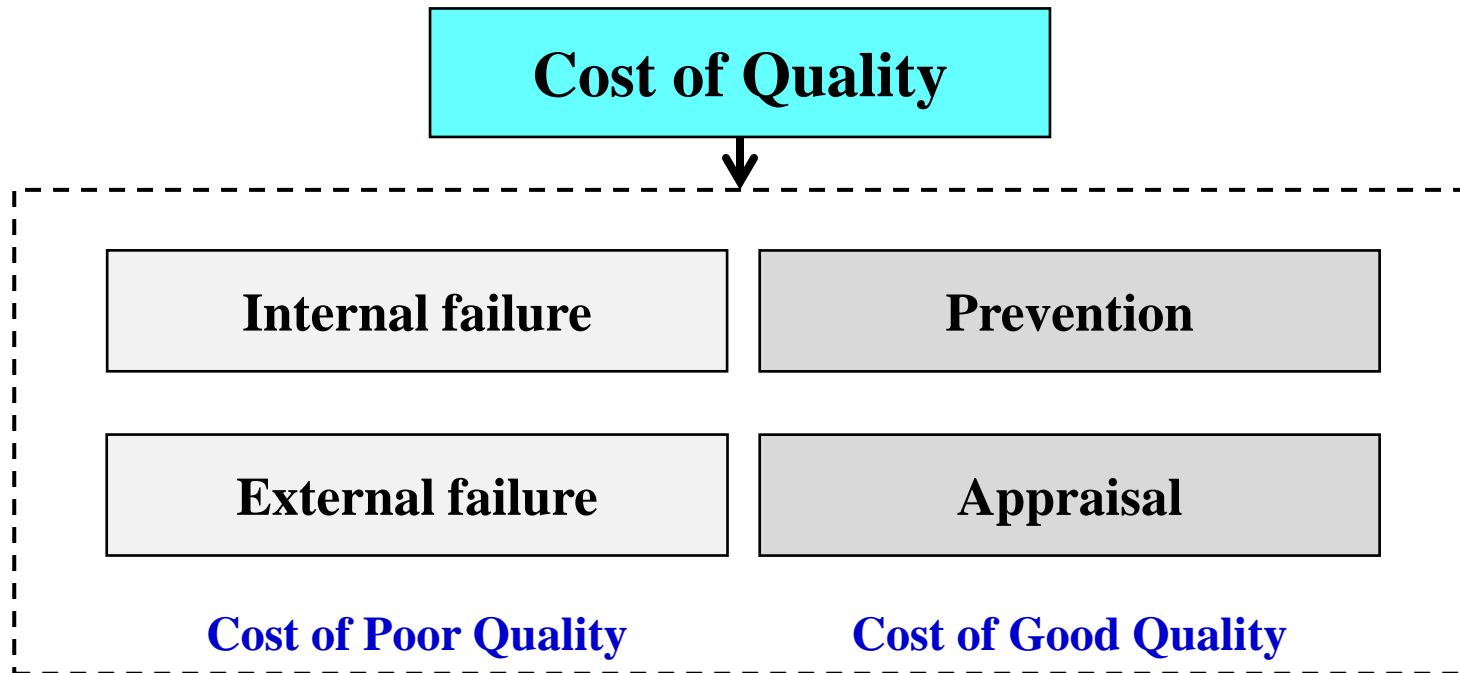 Cost of Quality
Internal failure
Prevention
External failure
Appraisal
Cost of Poor Quality
Cost of Good Quality